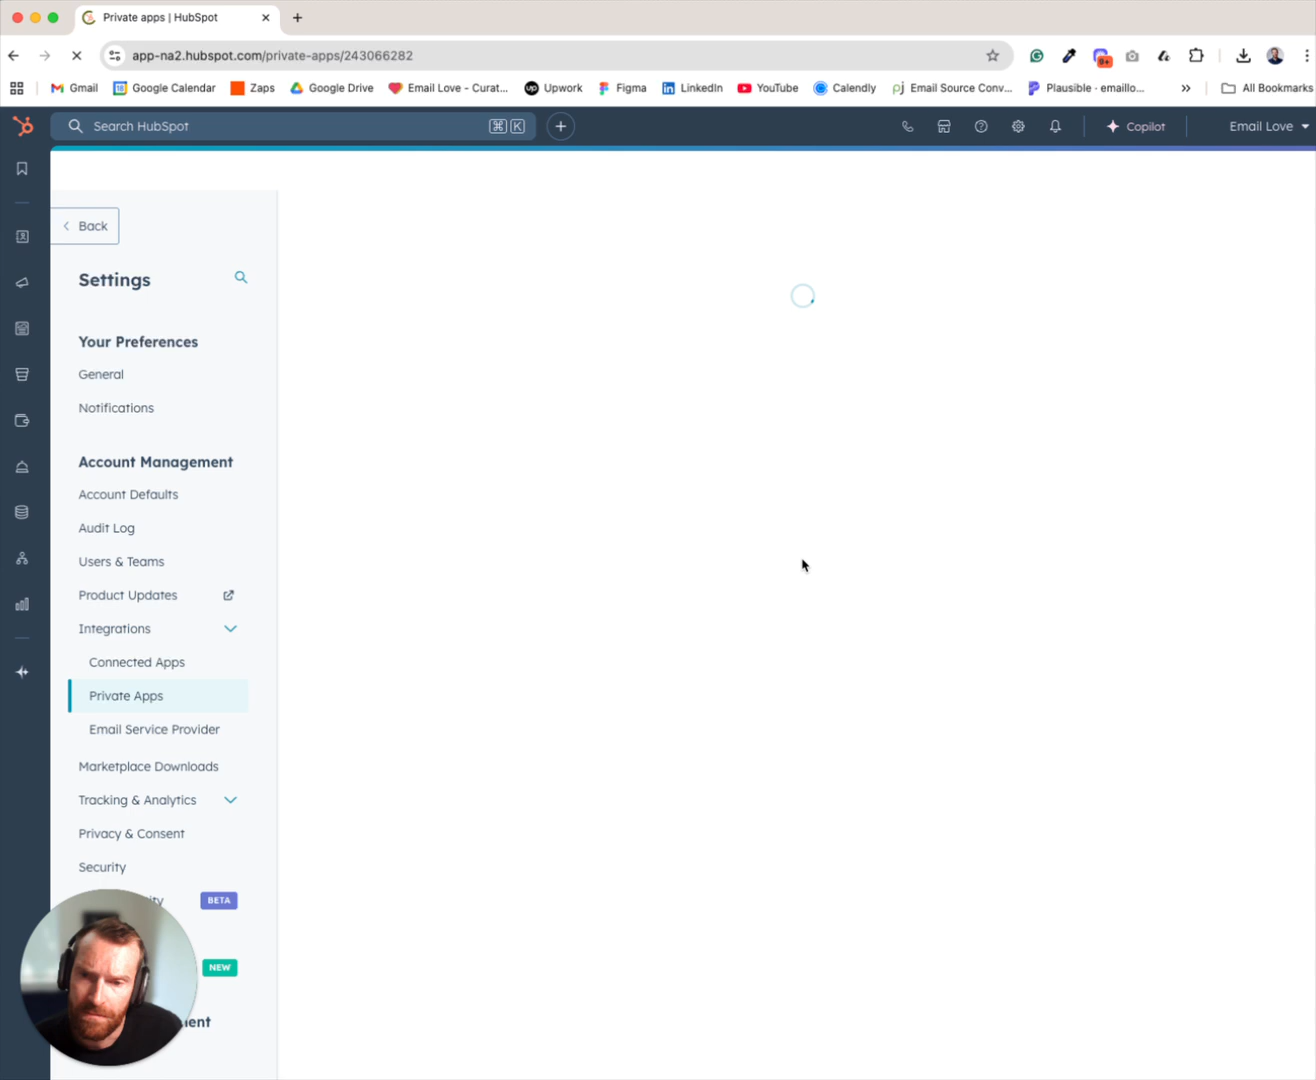 Private apps | HubSpot
app-na2.hubspot.com/private-apps/243066282
Gmail
Google Calendar
Zaps
Google Drive
Email Love - Curat...
Upwork
Figma
LinkedIn
YouTube
Calendly
Email Source Conv...
Plausible · emaillo...
All Bookmarks
Search HubSpot
⌘ K
Copilot
Email Love
Back
Settings
Your Preferences
General
Notifications
Account Management
Account Defaults
Audit Log
Users & Teams
Product Updates
Integrations
Connected Apps
Private Apps
Email Service Provider
Marketplace Downloads
Tracking & Analytics
Privacy & Consent
Security
ity
BETA
NEW
ent